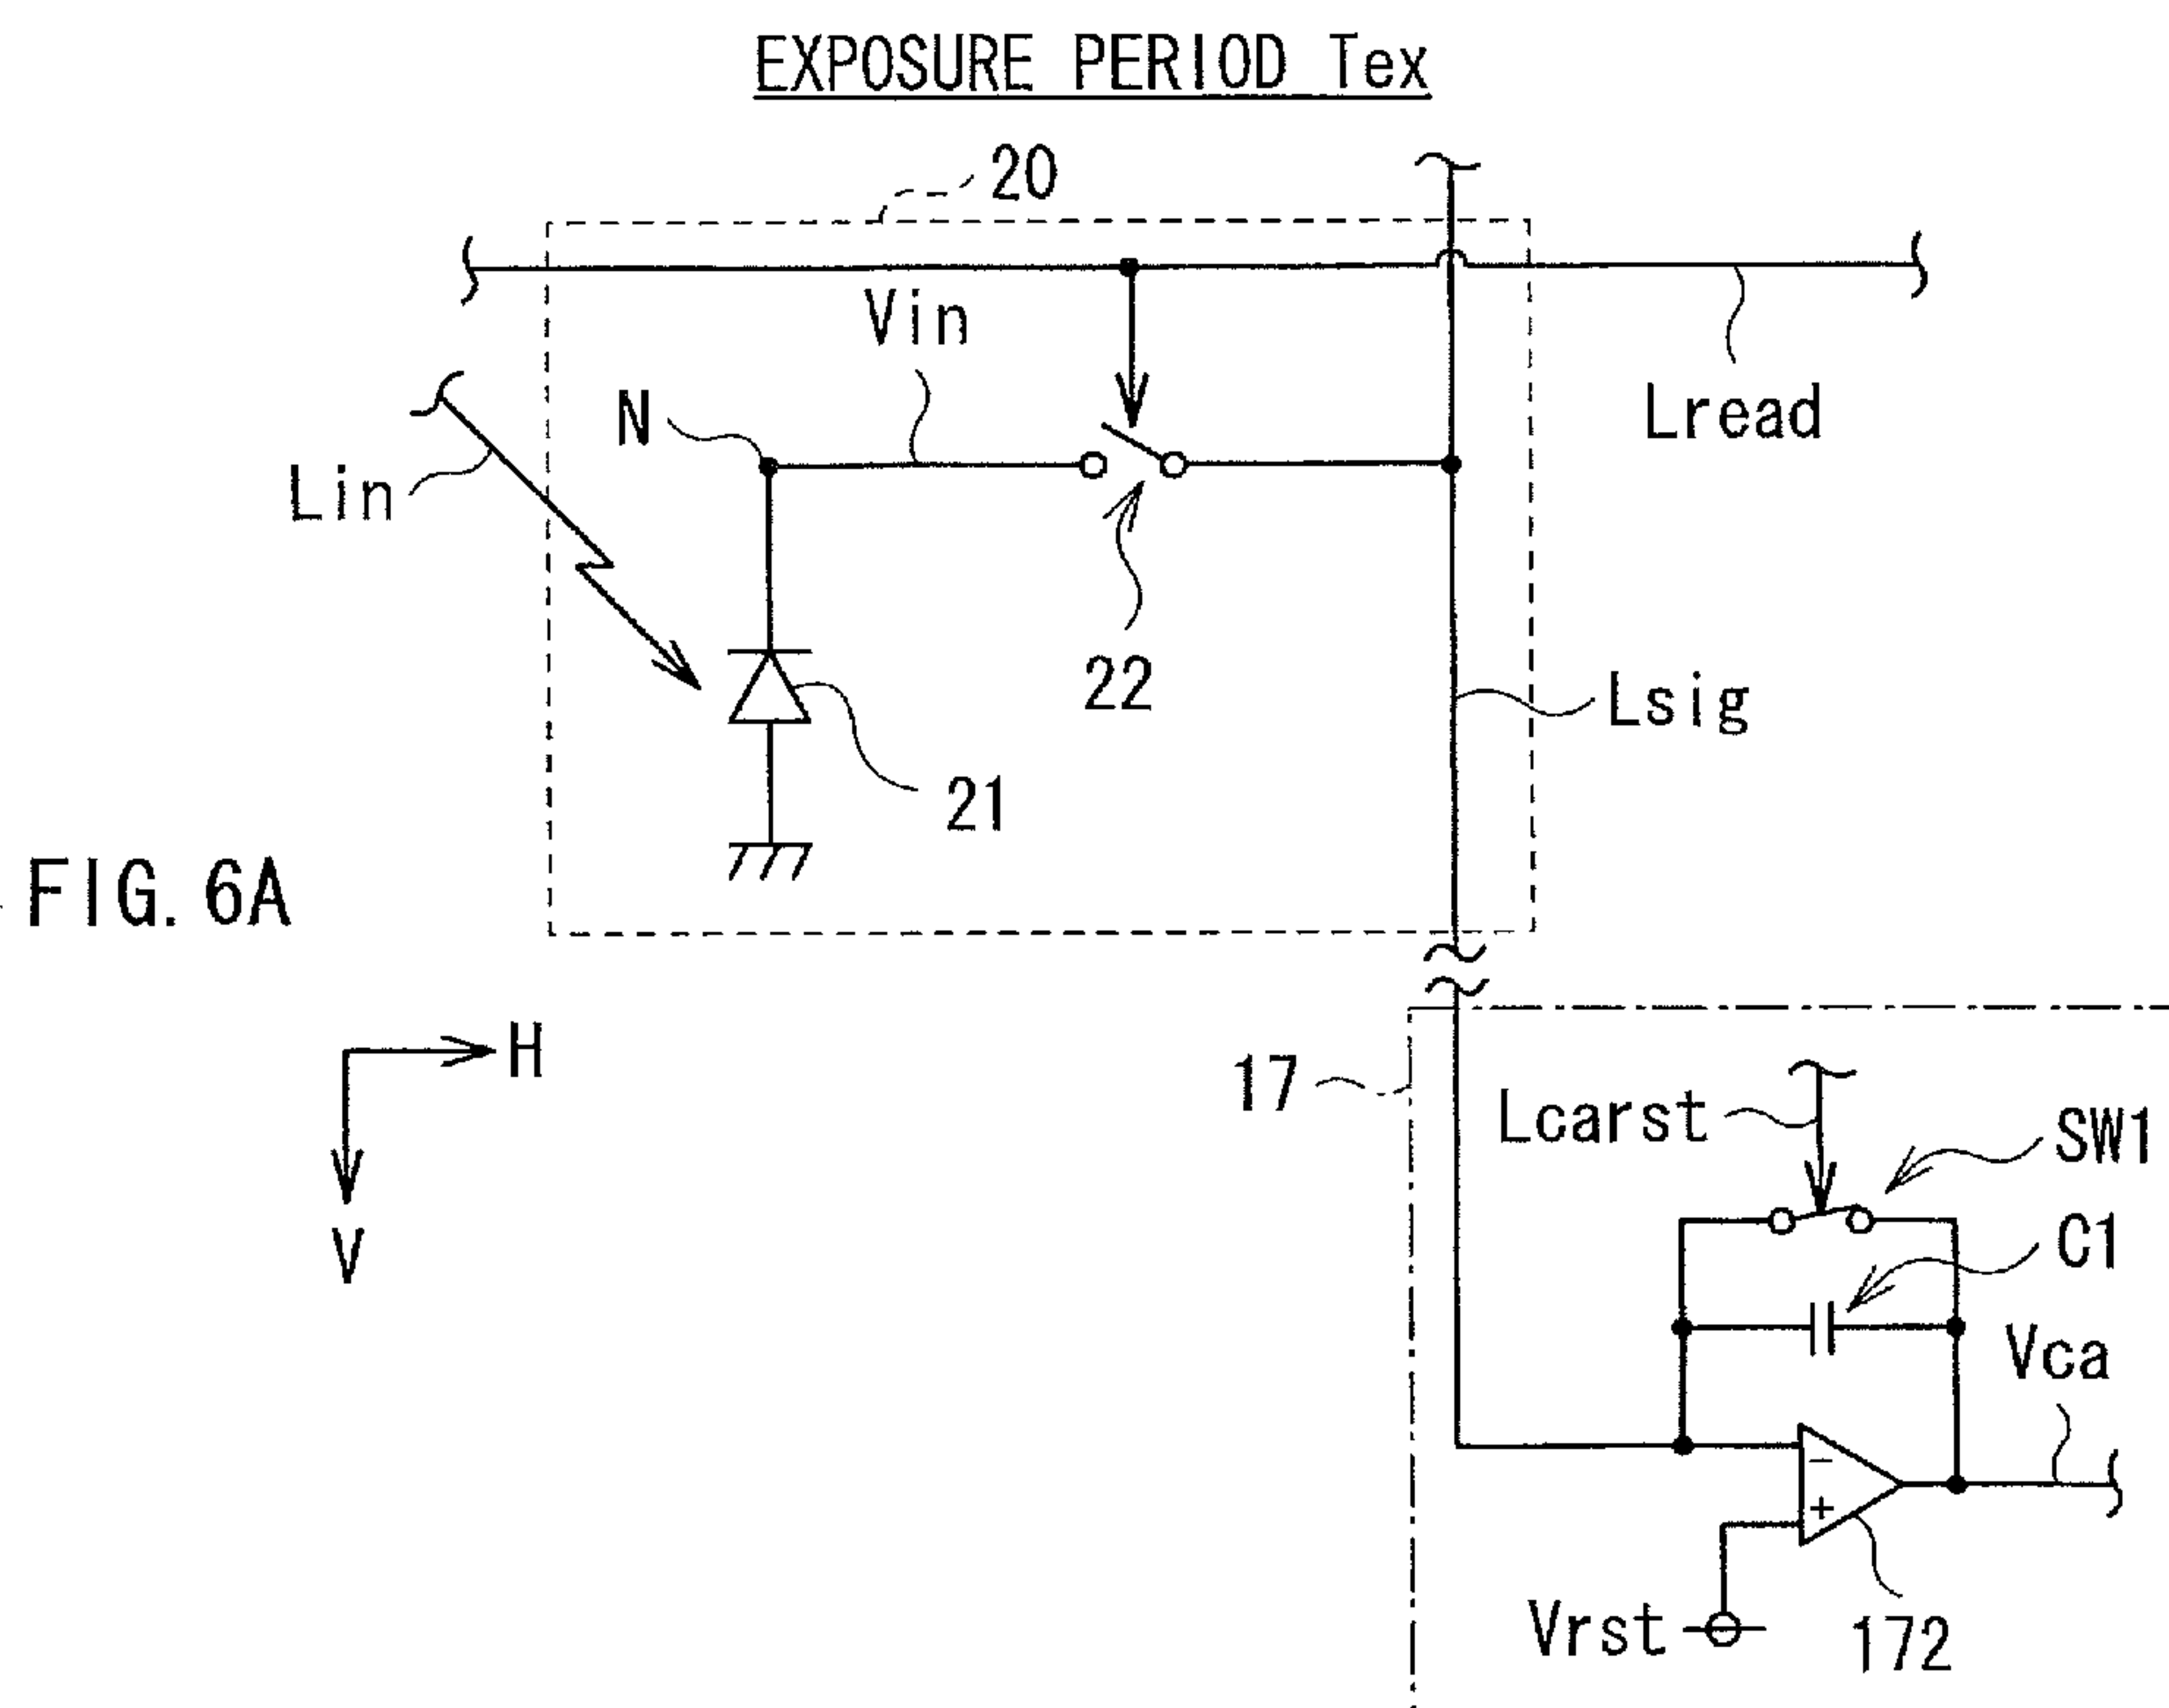 EXPOSURE PERIOD Tex
20
Vin
N
Lread
Lin
22
Lsig
21
FIG. 6A
H
17
Lcarst
SW1
V
C1
Vca
−
+
Vrst
172